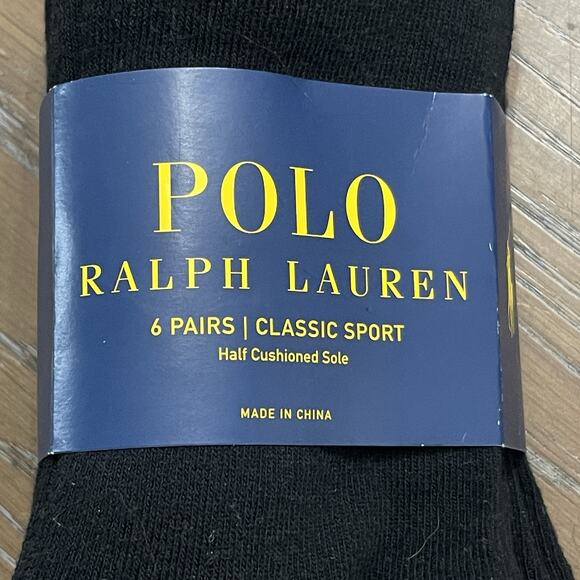 POLO
RALPH LAUREN
6 PAIRS | CLASSIC SPORT
Half Cushioned Sole
MADE IN CHINA